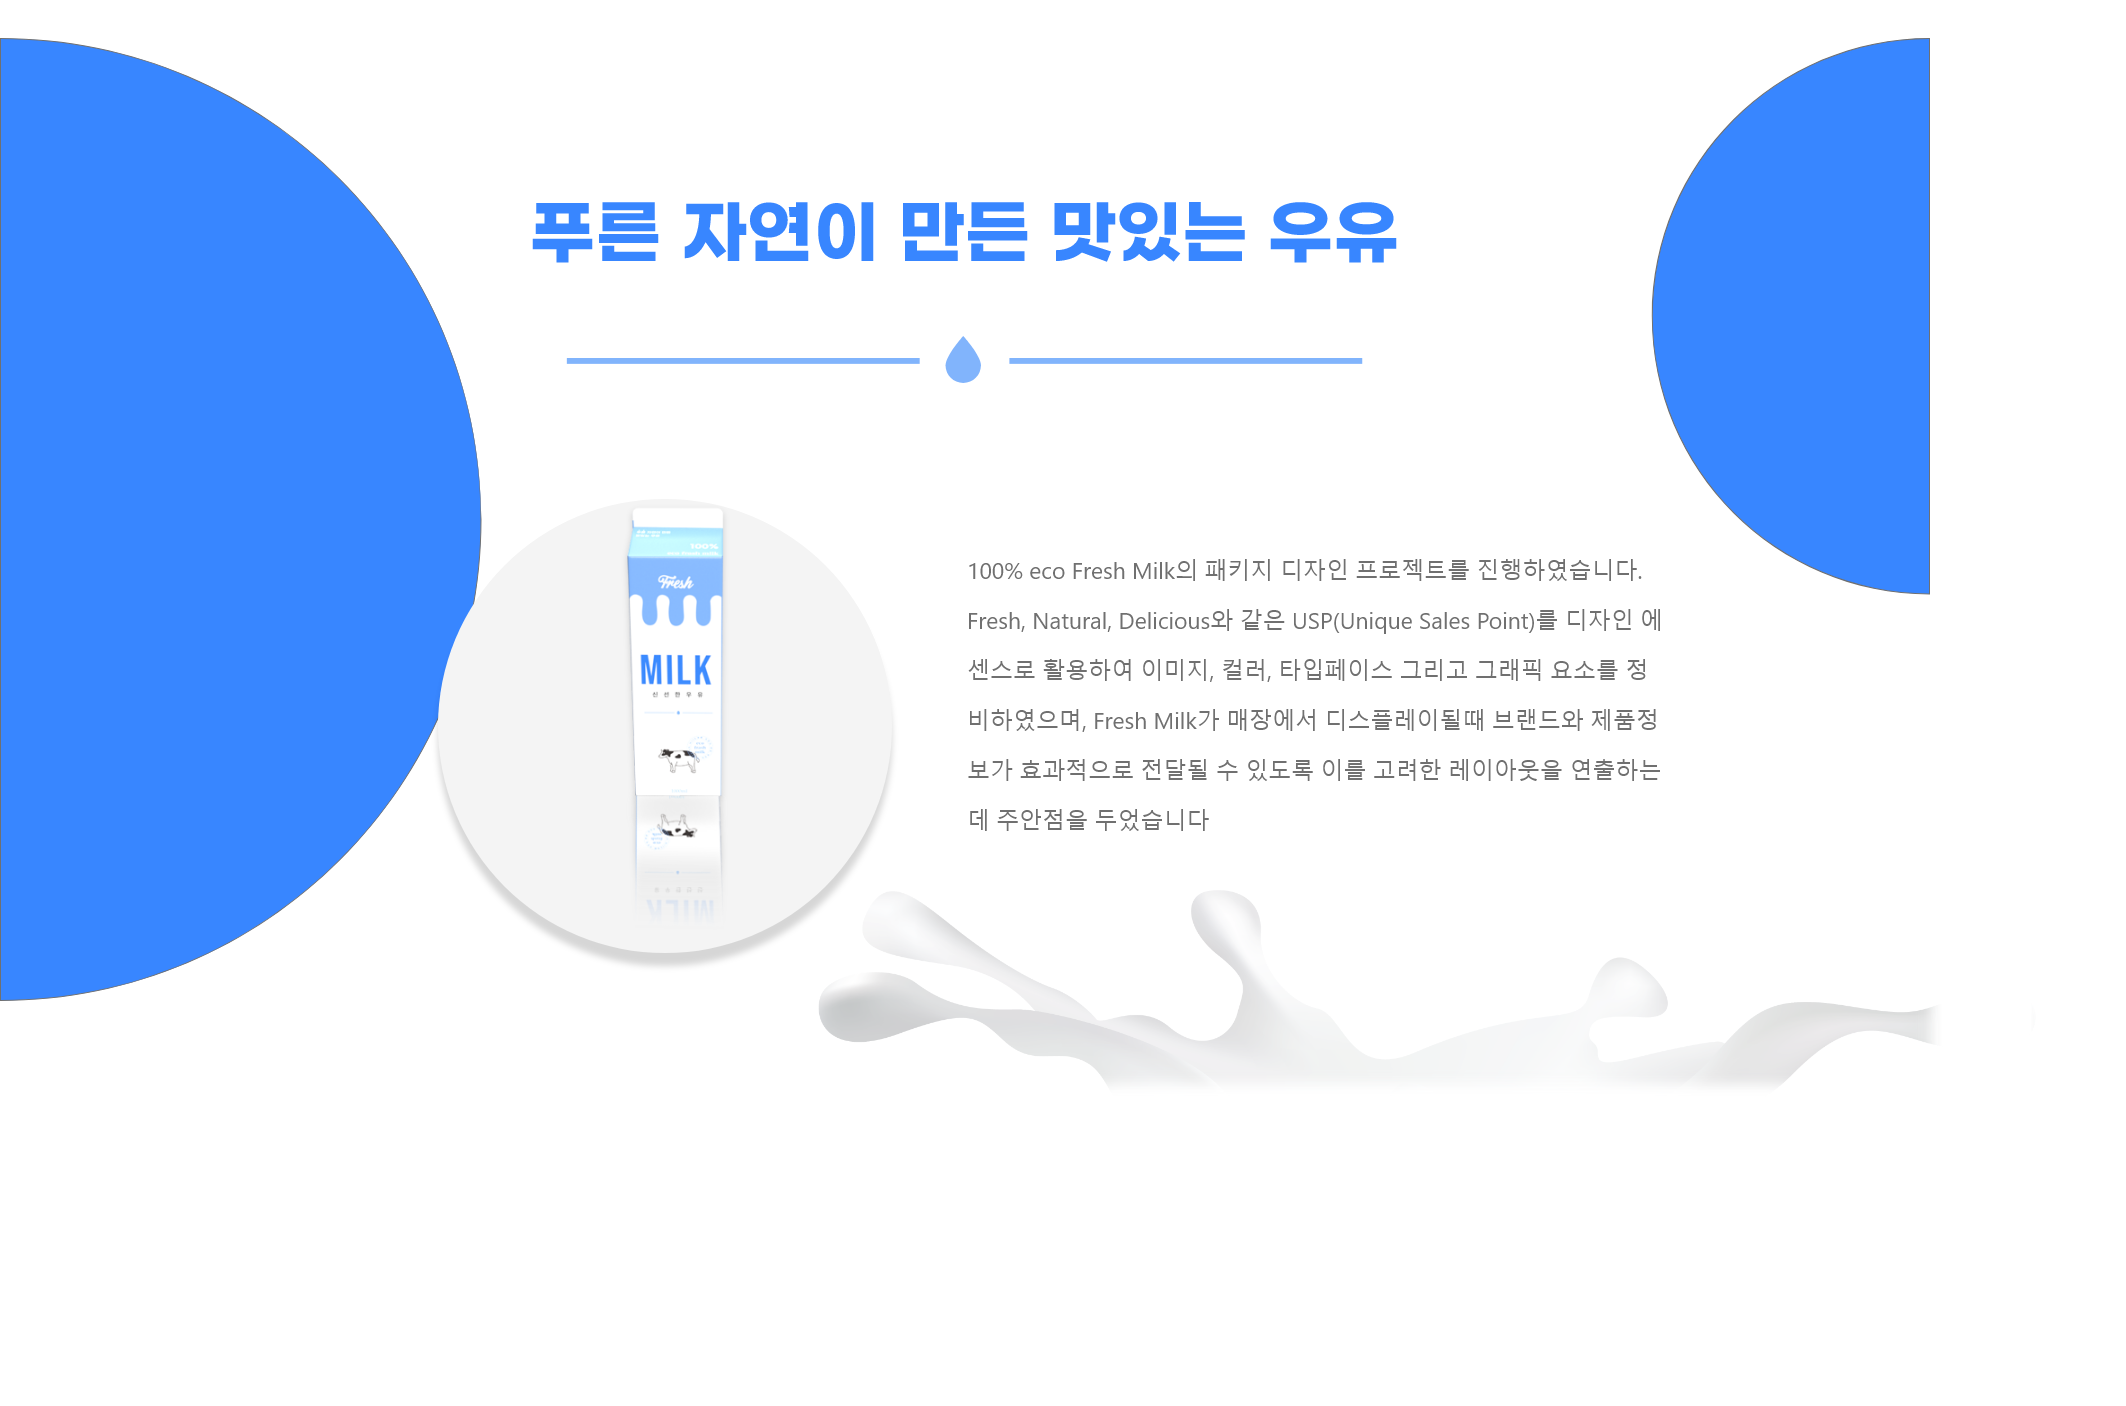 푸른 자연이 만든 맛있는 우유
100%
Fresh
MILK
신선한우유
100% eco Fresh Milk의 패키지 디자인 프로젝트를 진행하였습니다.
Fresh, Natural, Delicious와 같은 USP(Unique Sales Point)를 디자인 에
센스로 활용하여 이미지, 컬러, 타입페이스 그리고 그래픽 요소를 정
비하였으며, Fresh Milk가 매장에서 디스플레이될때 브랜드와 제품정
보가 효과적으로 전달될 수 있도록 이를 고려한 레이아웃을 연출하는
데 주안점을 두었습니다